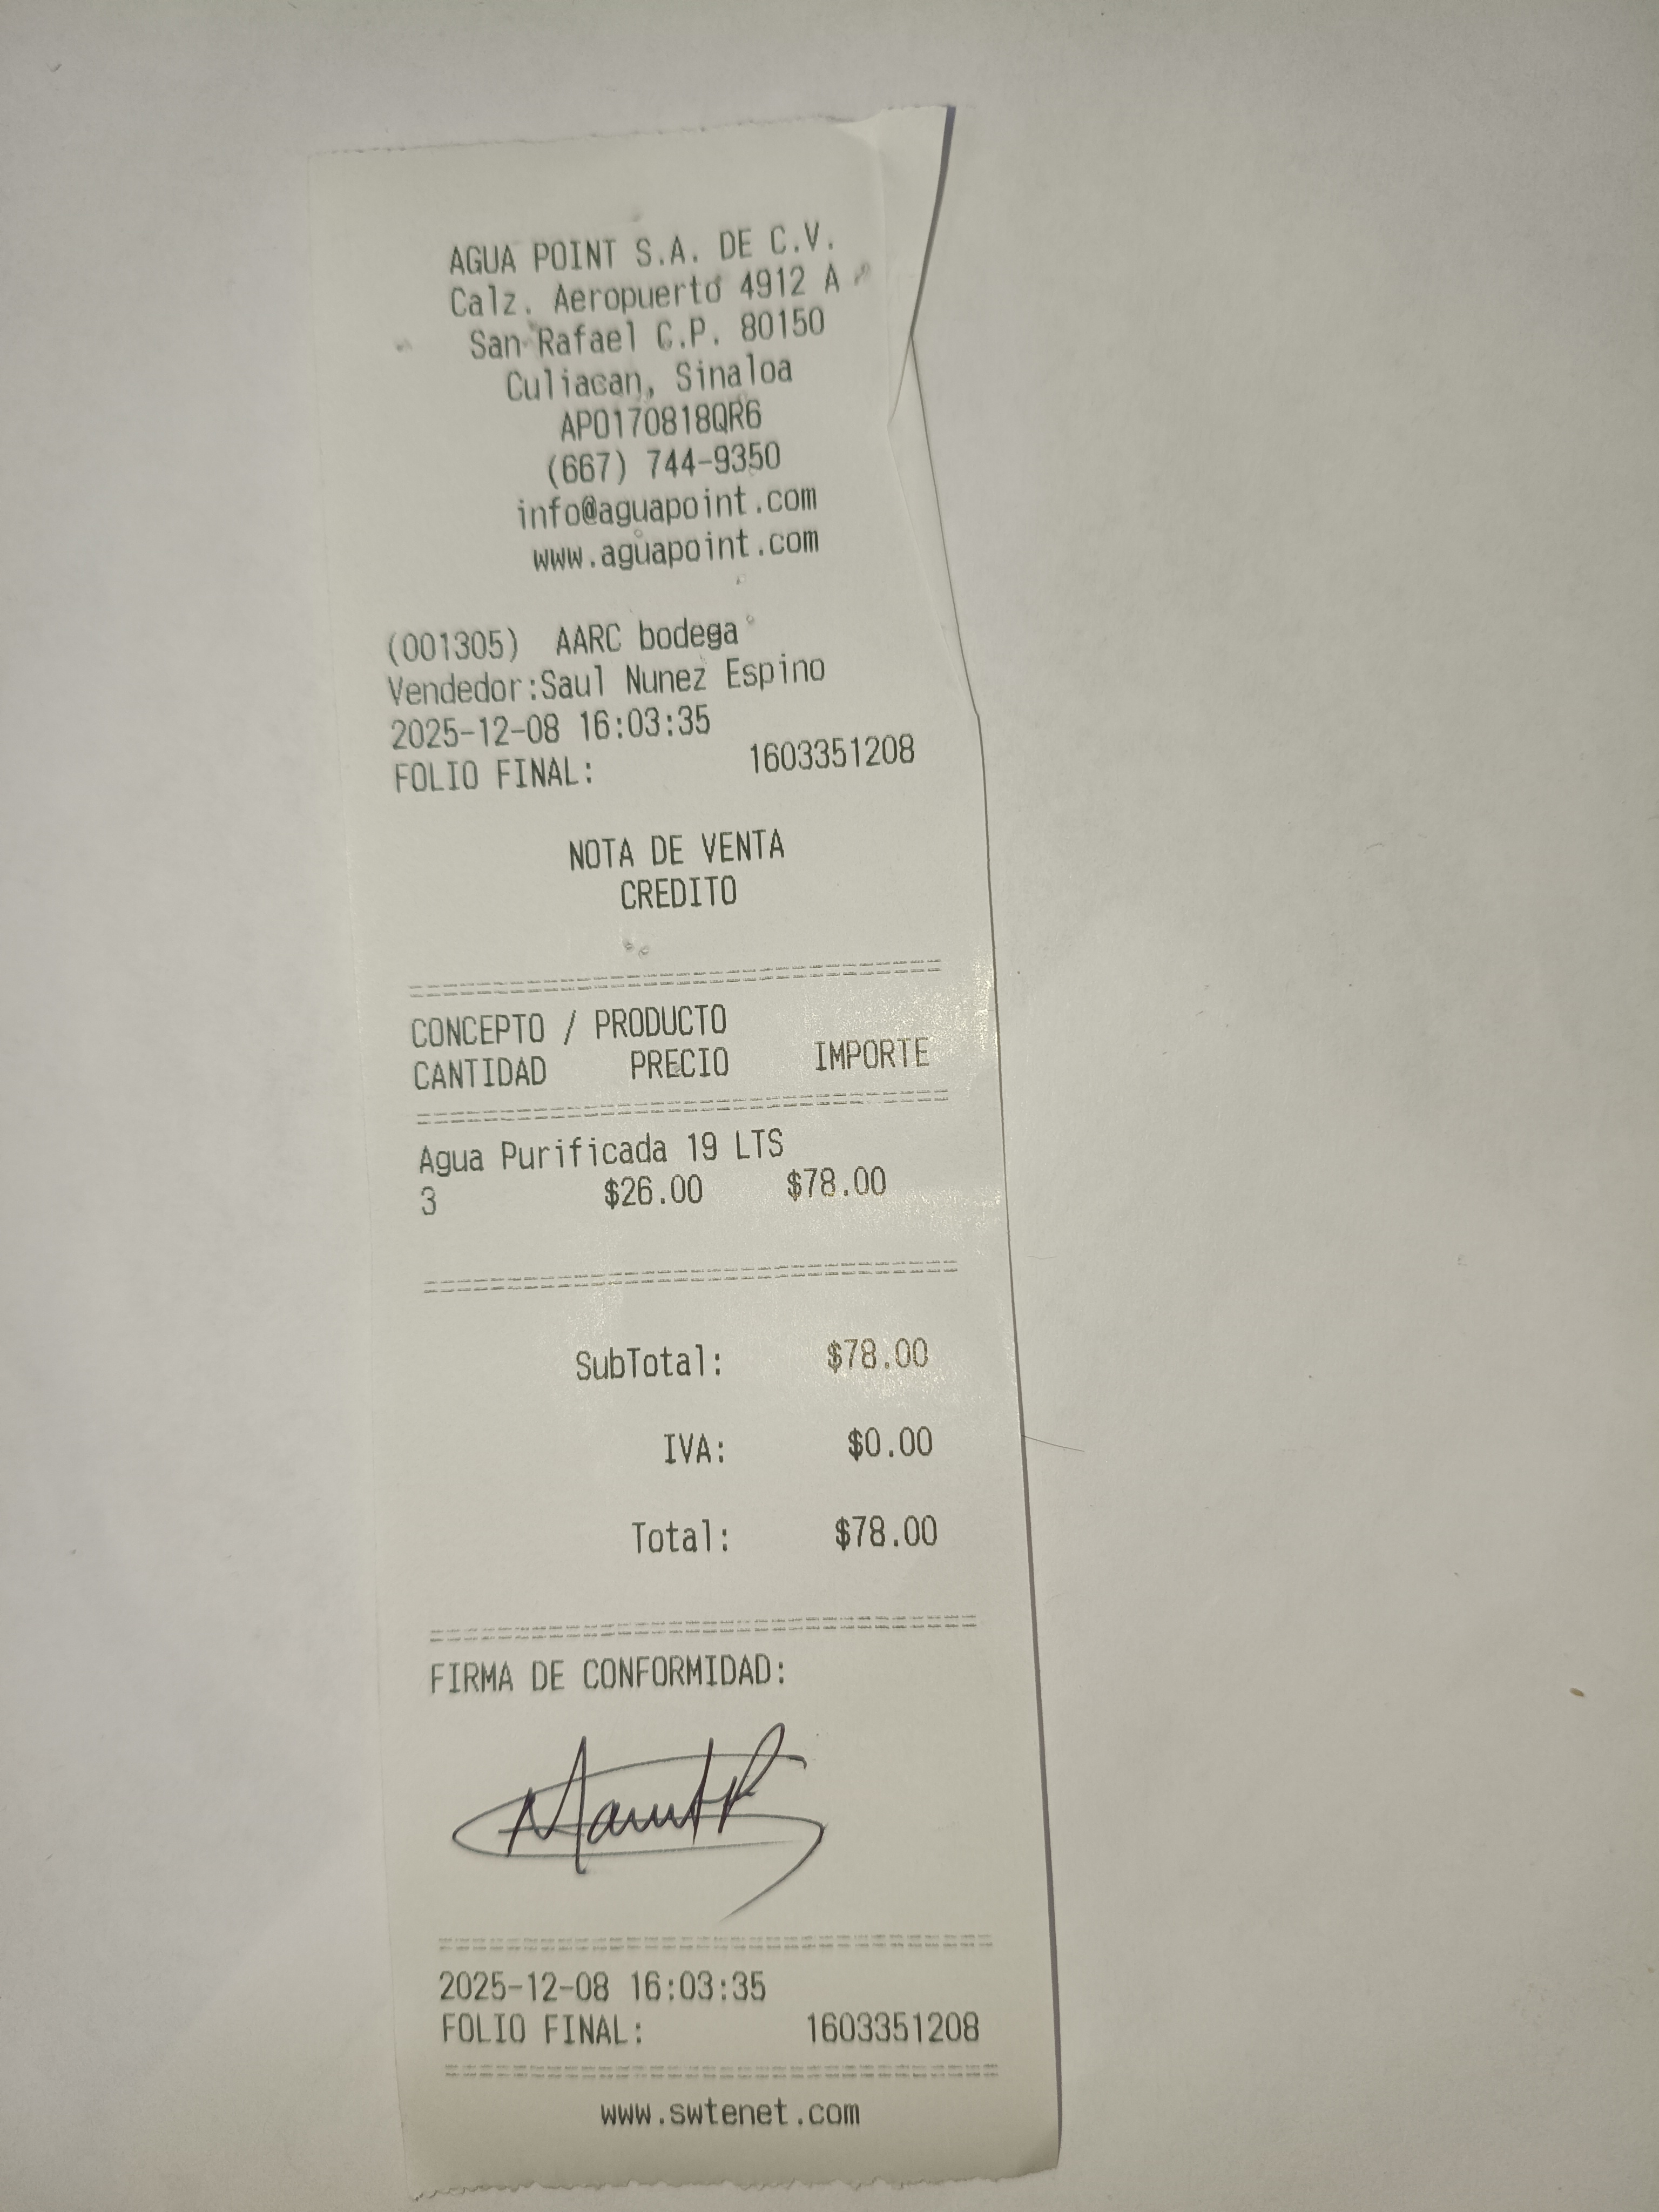 AGUA POINT S.A. DE C.V.
Calz. Aeropuerto 4912 A
San Rafael C.P. 80150
Culiacan, Sinaloa
APO170818QR6
(667) 744-9350
info@aguapoint.com
www.aguapoint.com
(001305) AARC bodega
Vendedor:Saul Nunez Espino
2025-12-08 16:03:35
FOLIO FINAL: 1603351208
NOTA DE VENTA
CREDITO
CONCEPTO / PRODUCTO
CANTIDAD PRECIO IMPORTE
Agua Purificada 19 LTS
3 $26.00 $78.00
SubTotal: $78.00
IVA: $0.00
Total: $78.00
FIRMA DE CONFORMIDAD:
2025-12-08 16:03:35
FOLIO FINAL: 1603351208
www.swtenet.com